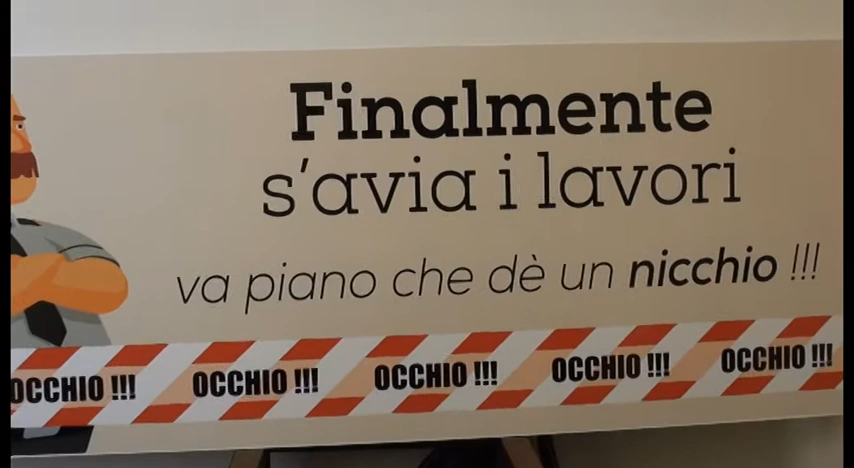 Finalmente
s'avia i lavori
va piano che dè un nicchio !!!
OCCHIO !!! OCCHIO !!! OCCHIO !!! OCCHIO !!! OCCHIO !!!